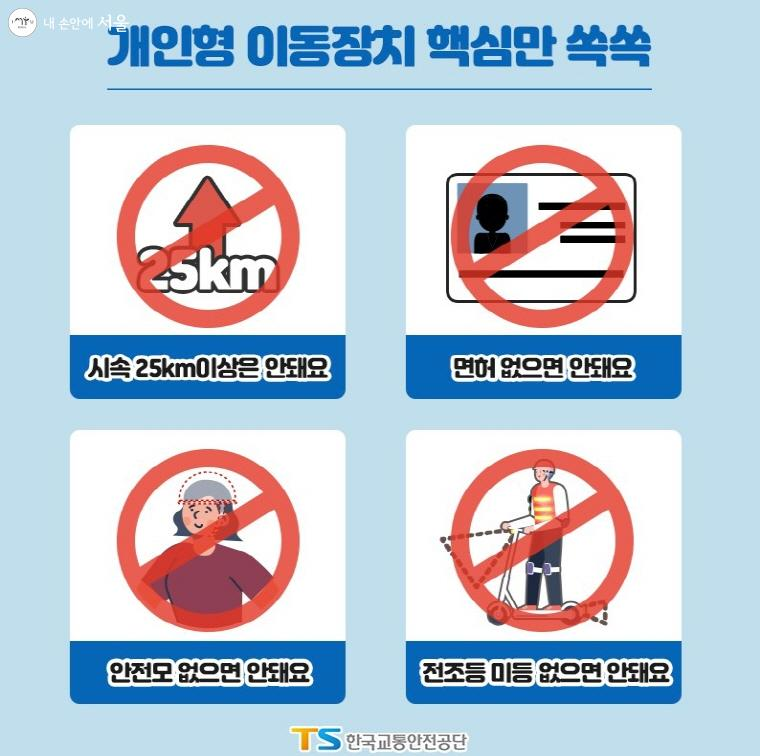 내 손안에 서울
개인형 이동장치 핵심만 쏙쏙
25km
시속 25km이상은 안돼요
면허 없으면 안돼요
안전모 없으면 안돼요
전조등 미등 없으면 안돼요
TS 한국교통안전공단